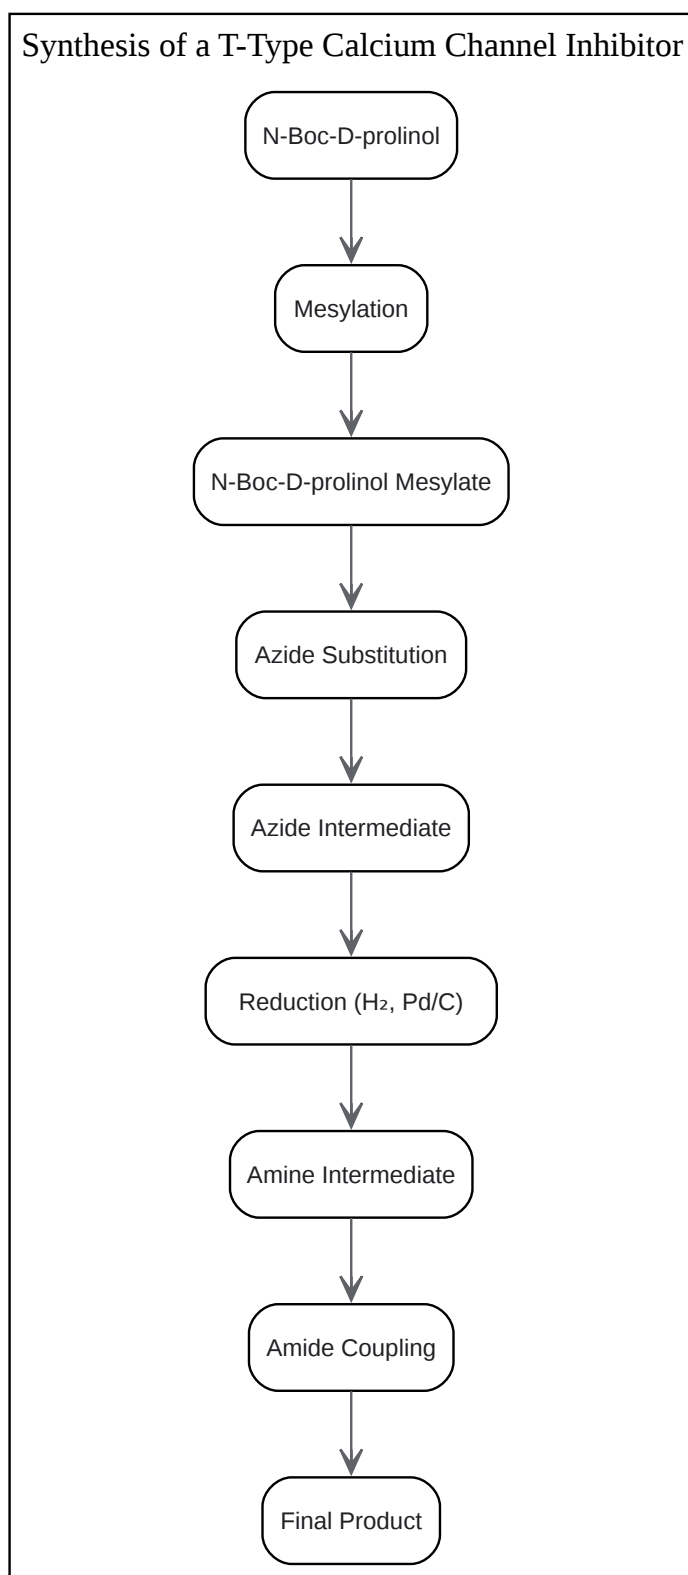 Synthesis of a T-Type Calcium Channel Inhibitor
N-Boc-D-prolinol
Mesylation
N-Boc-D-prolinol Mesylate
Azide Substitution
Azide Intermediate
Reduction (H₂, Pd/C)
Amine Intermediate
Amide Coupling
Final Product